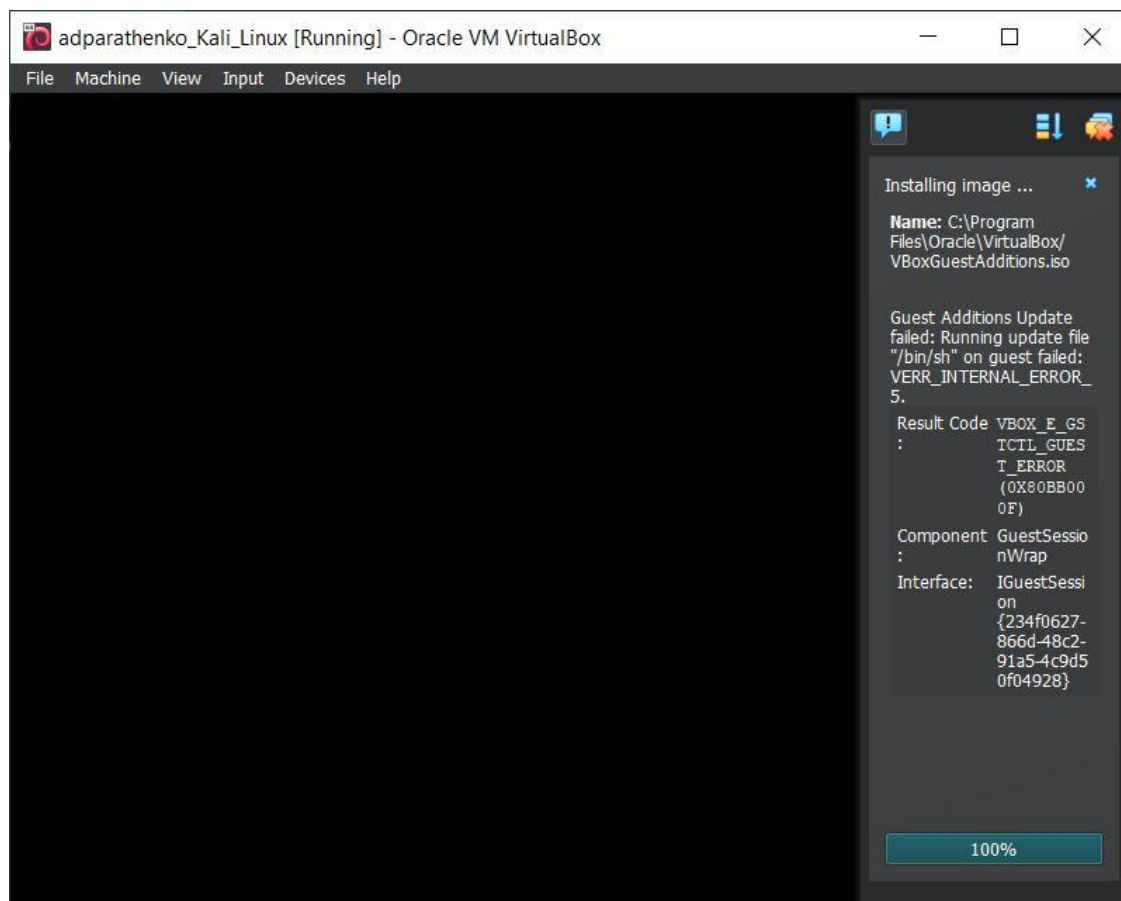 adparathenko_Kali_Linux [Running] - Oracle VM VirtualBox
File Machine View Input Devices Help
Installing image ...
Name: C:\Program
Files\Oracle\VirtualBox/
VBoxGuestAdditions.iso
Guest Additions Update
failed: Running update file
"/bin/sh" on guest failed:
VERR_INTERNAL_ERROR_
5.
Result Code VBOX_E_GS
: TCTL_GUES
T_ERROR
(0X80BB00
0F)
Component GuestSessio
: nWrap
Interface: IGuestSessi
on
{234f0627-
866d-48c2-
91a5-4c9d5
0f04928}
100%